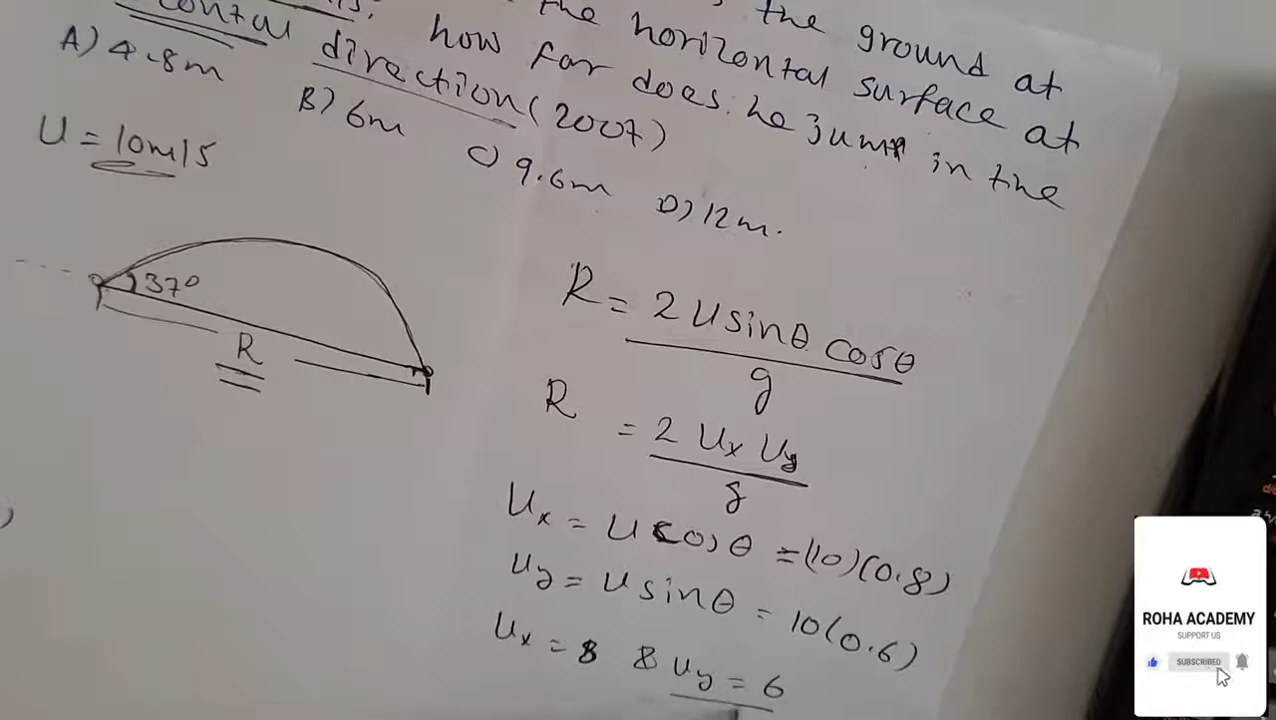 the ground at
the horizontal surface at
how far does he jump in the
direction (2007)
A) 4.8m
B) 6m
C) 9.6m
D) 12m.
U = 10m/s
37°
R
R = 2 U sinθ cosθ
g
R
= 2 Ux Uy
g
Ux = U cosθ = (10)(0.8)
Uy = U sinθ = 10(0.6)
Ux = 8 & Uy = 6
ROHA ACADEMY
SUPPORT US
SUBSCRIBED